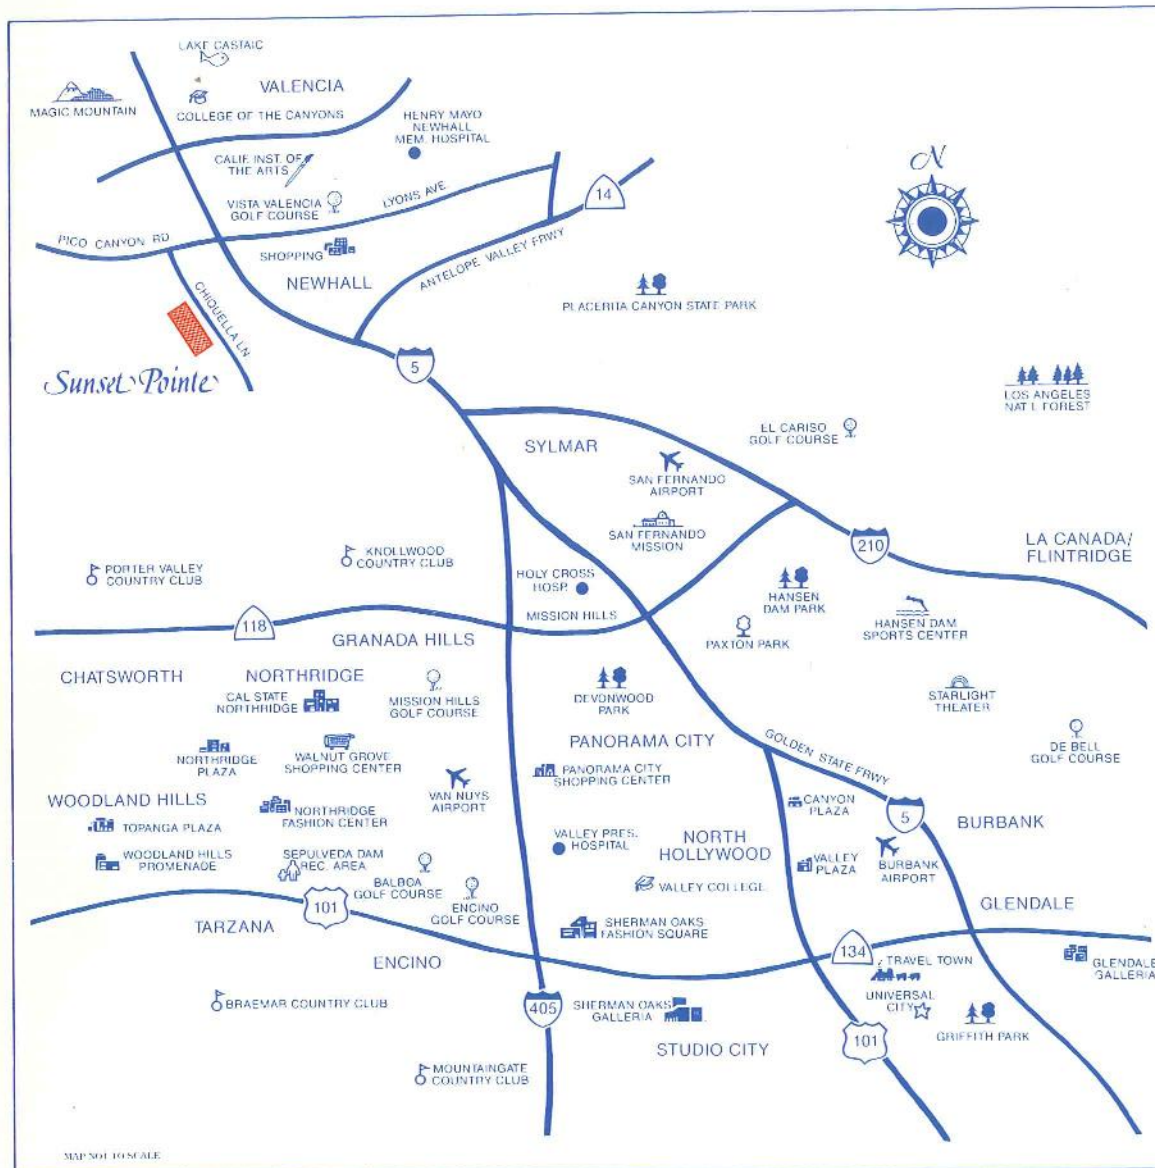 LAKE CASTAIC
VALENCIA
MAGIC MOUNTAIN
COLLEGE OF THE CANYONS
HENRY MAYO
NEWHALL
MEM. HOSPITAL
CALIF. INST. OF
THE ARTS
VISTA VALENCIA
GOLF COURSE
LYONS AVE.
14
N
PICO CANYON RD
SHOPPING
NEWHALL
ANTELOPE VALLEY FRWY
PLACERITA CANYON STATE PARK
CHIQUELLA LN
Sunset Pointe
5
LOS ANGELES
NAT'L FOREST
EL CARISO
GOLF COURSE
SYLMAR
SAN FERNANDO
AIRPORT
SAN FERNANDO
MISSION
210
LA CANADA/
FLINTRIDGE
KNOLLWOOD
COUNTRY CLUB
PORTER VALLEY
COUNTRY CLUB
HOLY CROSS
HOSP.
HANSEN
DAM PARK
MISSION HILLS
HANSEN DAM
SPORTS CENTER
118
GRANADA HILLS
PAXTON PARK
CHATSWORTH
NORTHRIDGE
CAL STATE
NORTHRIDGE
MISSION HILLS
GOLF COURSE
DEVONWOOD
PARK
STARLIGHT
THEATER
PANORAMA CITY
GOLDEN STATE FRWY
DE BELL
GOLF COURSE
NORTHRIDGE
PLAZA
WALNUT GROVE
SHOPPING CENTER
PANORAMA CITY
SHOPPING CENTER
VAN NUYS
AIRPORT
WOODLAND HILLS
NORTHRIDGE
FASHION CENTER
CANYON
PLAZA
5
BURBANK
TOPANGA PLAZA
VALLEY PRES.
HOSPITAL
NORTH
HOLLYWOOD
WOODLAND HILLS
PROMENADE
SEPULVEDA DAM
REC. AREA
VALLEY
PLAZA
BURBANK
AIRPORT
BALBOA
GOLF COURSE
VALLEY COLLEGE
101
ENCINO
GOLF COURSE
GLENDALE
TARZANA
SHERMAN OAKS
FASHION SQUARE
134
ENCINO
TRAVEL TOWN
GLENDALE
GALLERIA
BRAEMAR COUNTRY CLUB
405
SHERMAN OAKS
GALLERIA
UNIVERSAL
CITY
GRIFFITH PARK
101
STUDIO CITY
MOUNTAINGATE
COUNTRY CLUB
MAP NOT TO SCALE